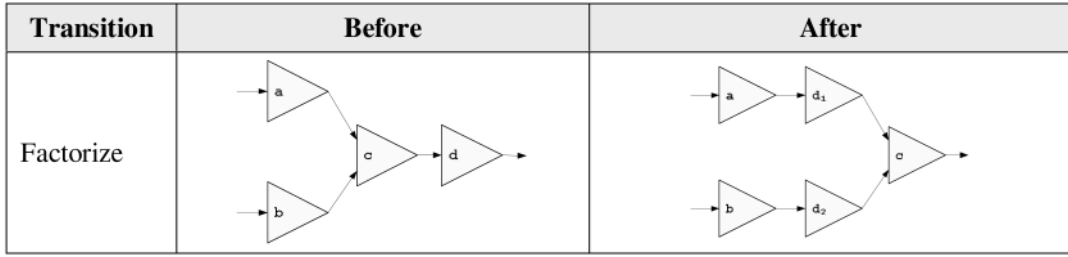 Transition Before After
Factorize
a
c d
b
a d₁
c
b d₂